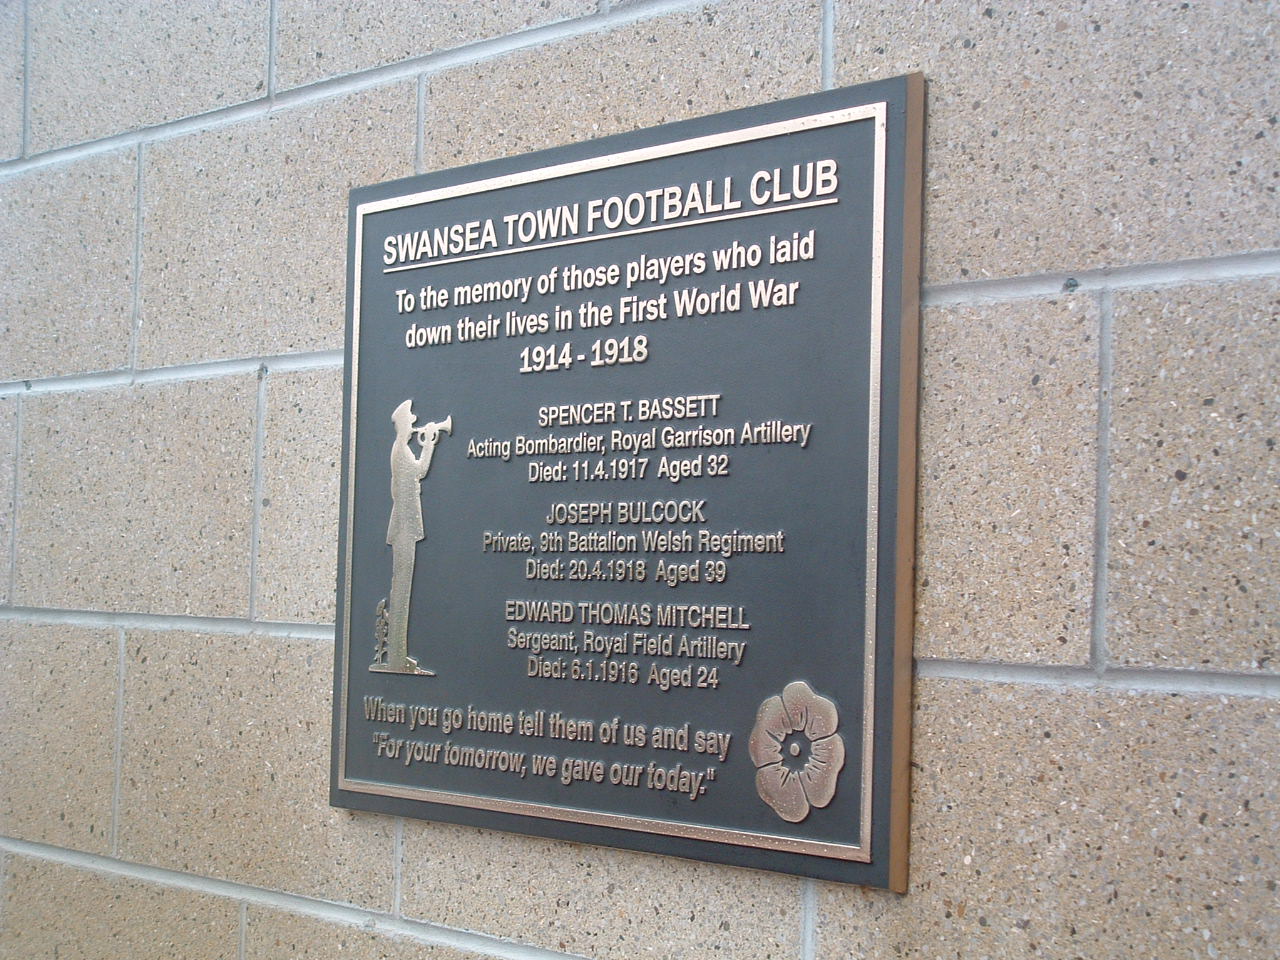 SWANSEA TOWN FOOTBALL CLUB
To the memory of those players who laid
down their lives in the First World War
1914 - 1918
SPENCER T. BASSETT
Acting Bombardier, Royal Garrison Artillery
Died: 11.4.1917 Aged 32
JOSEPH BULCOCK
Private, 9th Battalion Welsh Regiment
Died: 20.4.1918 Aged 39
EDWARD THOMAS MITCHELL
Sergeant, Royal Field Artillery
Died: 6.1.1916 Aged 24
When you go home tell them of us and say
"For your tomorrow, we gave our today."